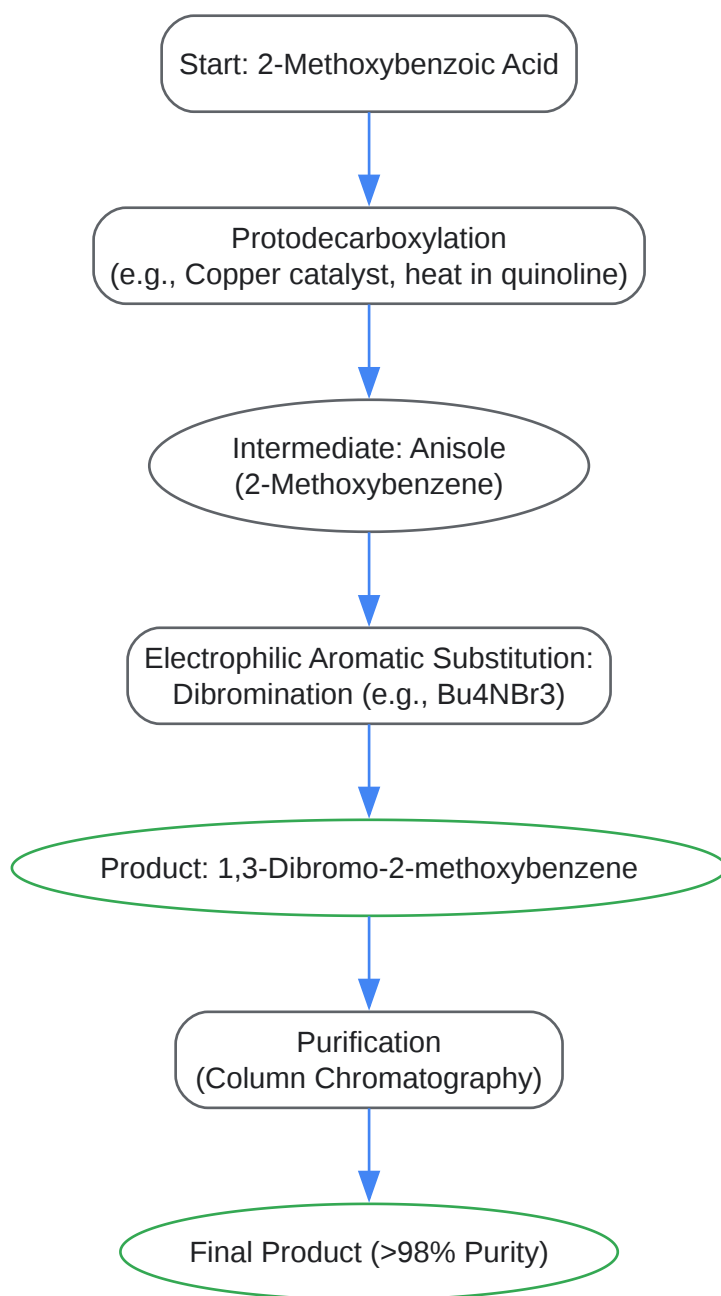 Start: 2-Methoxybenzoic Acid
Protodecarboxylation
(e.g., Copper catalyst, heat in quinoline)
Intermediate: Anisole
(2-Methoxybenzene)
Electrophilic Aromatic Substitution:
Dibromination (e.g., Bu4NBr3)
Product: 1,3-Dibromo-2-methoxybenzene
Purification
(Column Chromatography)
Final Product (>98% Purity)